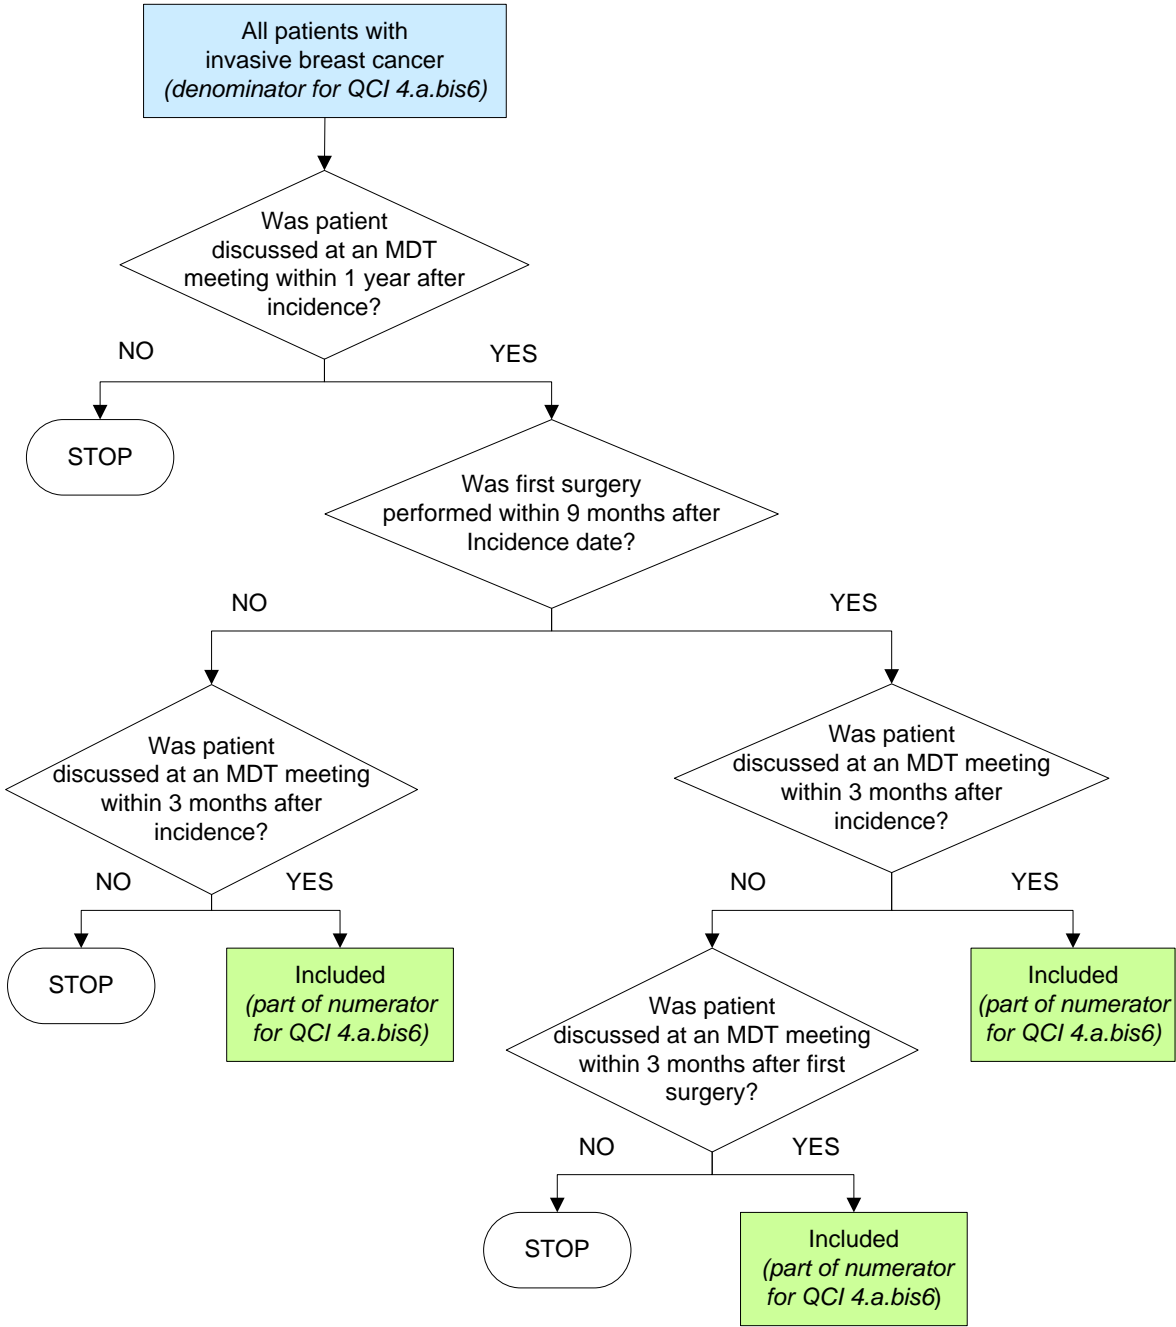 All patients with
invasive breast cancer
(denominator for QCI 4.a.bis6)
Was patient
discussed at an MDT
meeting within 1 year after
incidence?
NO
YES
STOP
Was first surgery
performed within 9 months after
Incidence date?
NO
YES
Was patient
discussed at an MDT meeting
within 3 months after
incidence?
Was patient
discussed at an MDT meeting
within 3 months after
incidence?
NO
YES
NO
YES
STOP
Included
(part of numerator
for QCI 4.a.bis6)
Was patient
discussed at an MDT meeting
within 3 months after first
surgery?
Included
(part of numerator
for QCI 4.a.bis6)
NO
YES
STOP
Included
(part of numerator
for QCI 4.a.bis6)